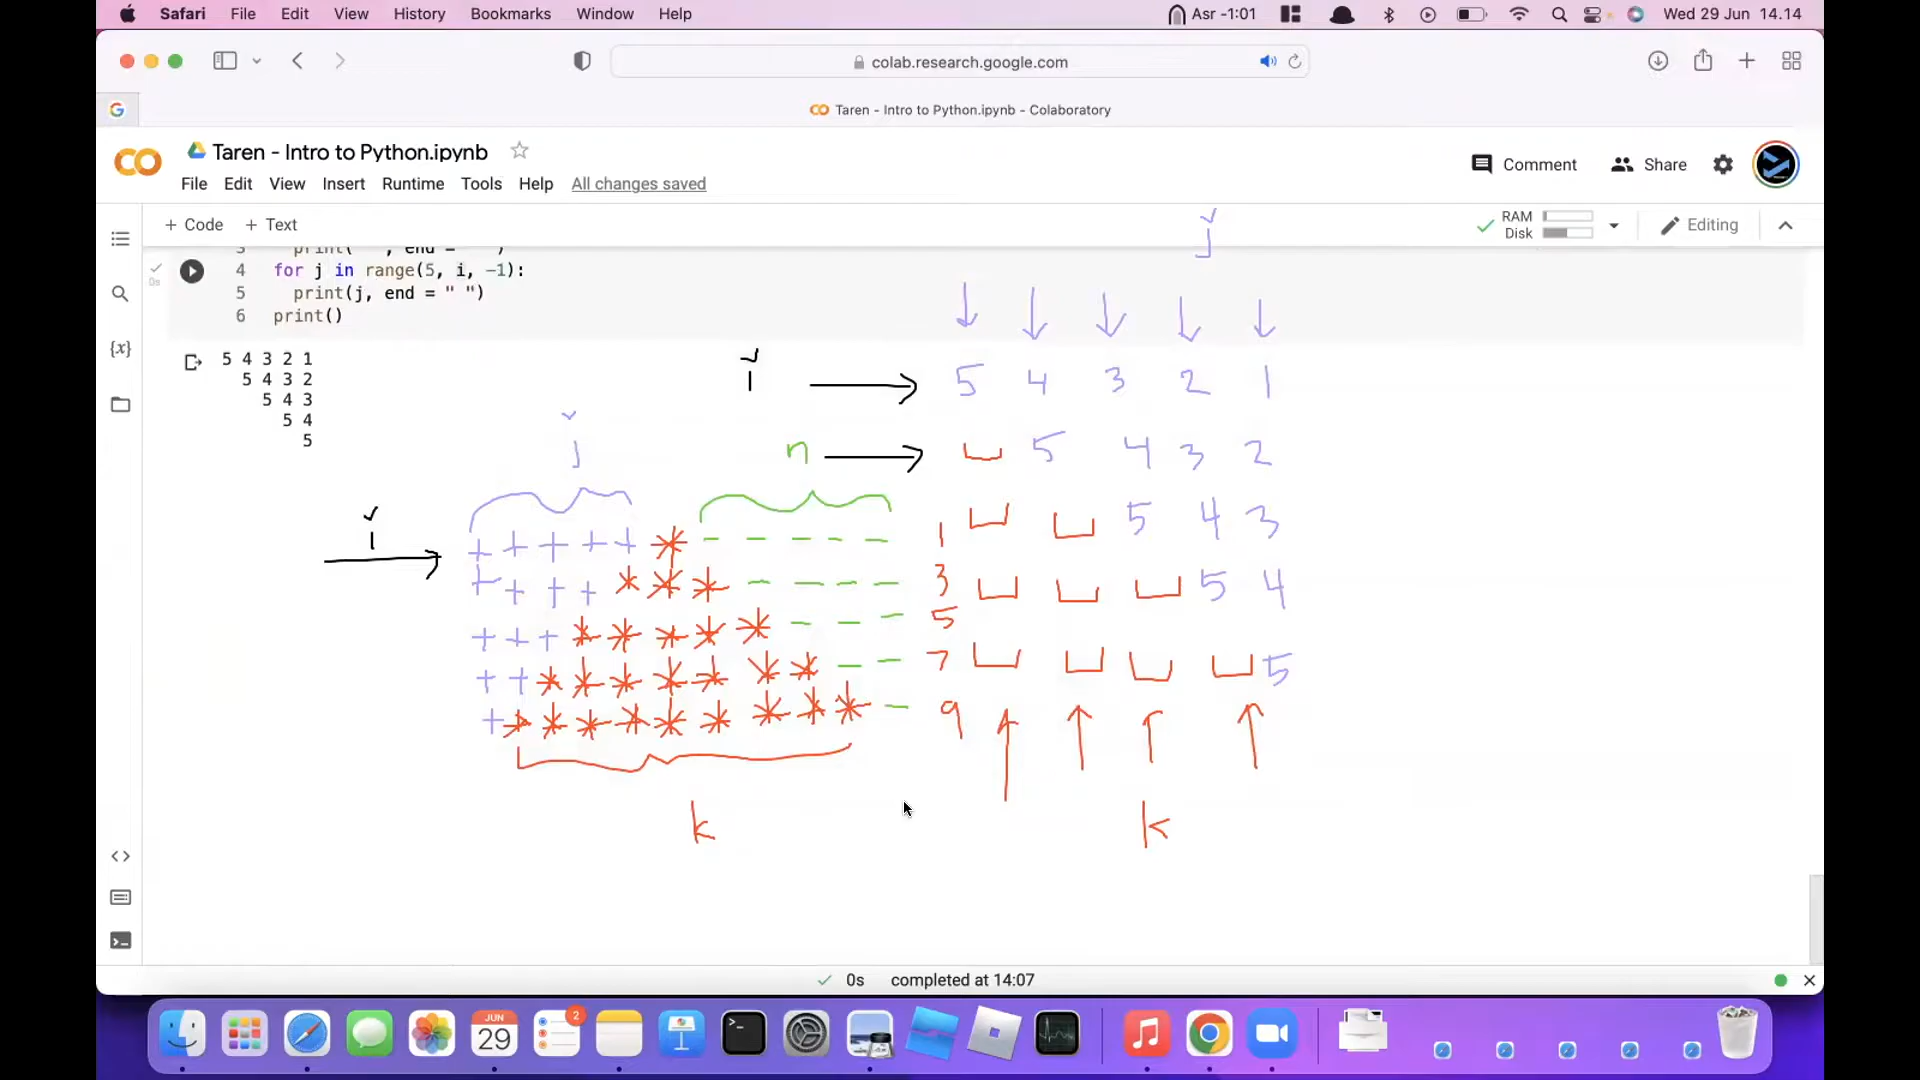 Safari File Edit View History Bookmarks Window Help Asr -1:01 Wed 29 Jun 14.14
colab.research.google.com
Taren - Intro to Python.ipynb - Colaboratory
Taren - Intro to Python.ipynb
Comment Share
File Edit View Insert Runtime Tools Help All changes saved
+ Code + Text
RAM
Disk
Editing
j
4 for j in range(5, i, -1):
5 print(j, end = " ")
6 print()
5 4 3 2 1
5 4 3 2
5 4 3
5 4
5
i 5 4 3 2 1
j n 5 4 3 2
i
+ + + + + * - - - - - 1 5 4 3
+ + + + * * * - - - - 3 5 4
+ + + * * * * * - - - 5
+ + * * * * * * * - - 7 5
+ * * * * * * * * * - 9
k k
0s completed at 14:07
JUN
29
2